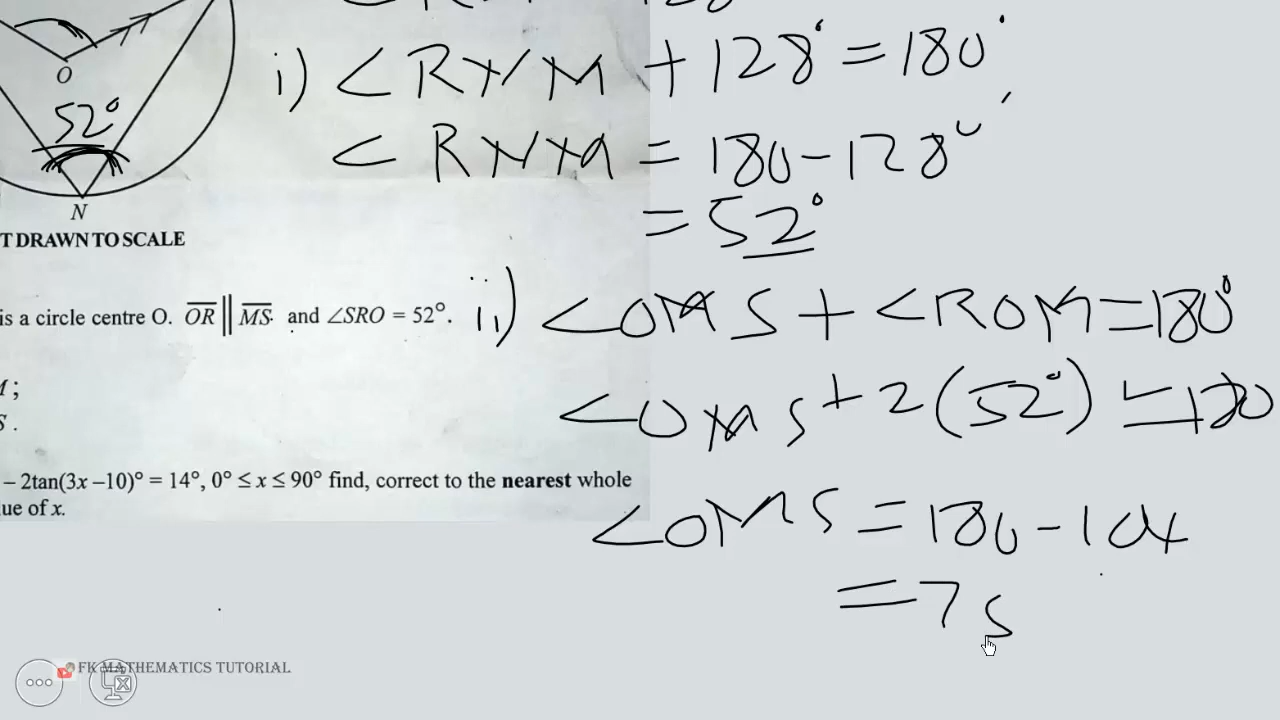 O
52°
N
T DRAWN TO SCALE
is a circle centre O. OR || MS and ∠SRO = 52°.
M ;
S .
– 2tan(3x –10)° = 14°, 0° ≤ x ≤ 90° find, correct to the nearest whole
ue of x.
i) <RNM + 128° = 180°
<RNM = 180 - 128°
= 52°
ii) <OMS + <ROM = 180°
<OMS + 2(52°) = 180
<OMS = 180 - 104
= 7
FK MATHEMATICS TUTORIAL